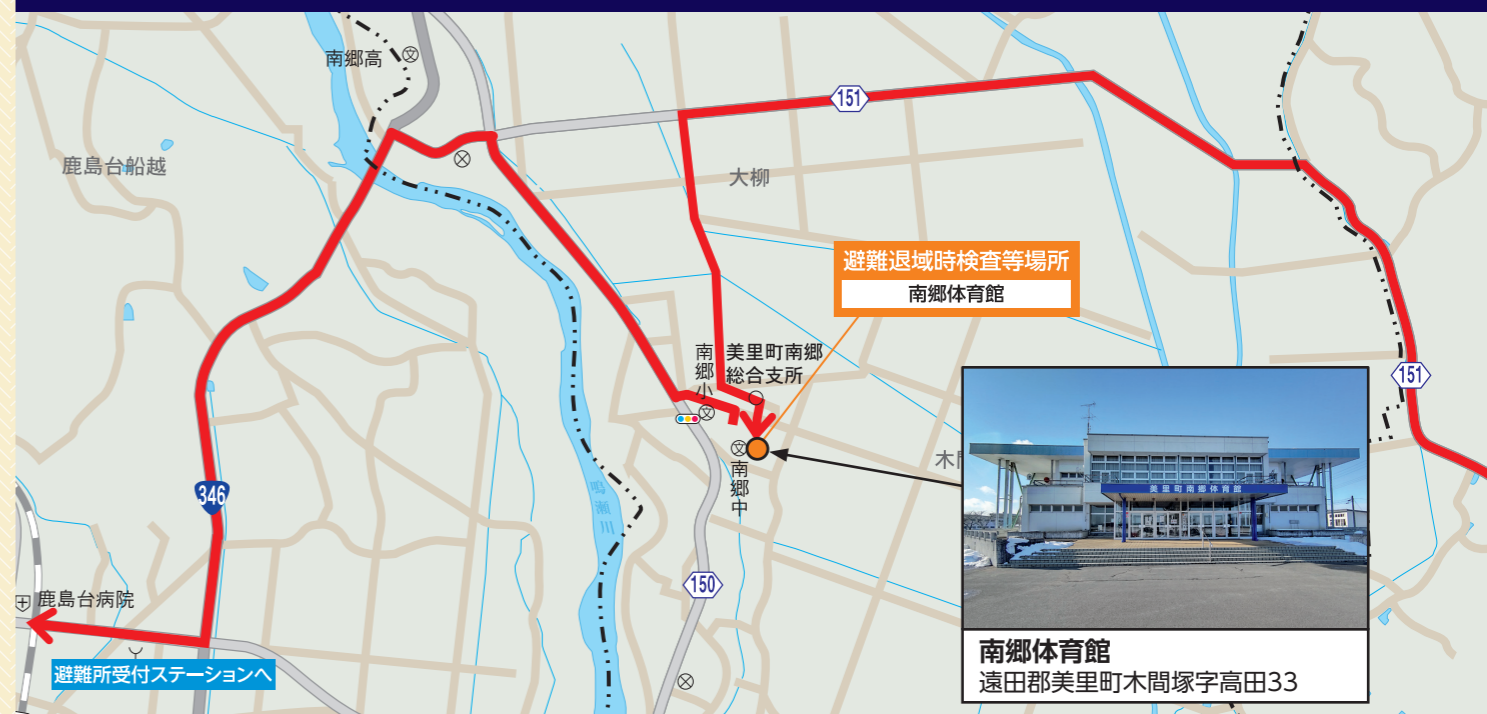 南郷高
151
鹿島台船越
大柳
避難退域時検査等場所
南郷体育館
南郷小
美里町南郷
総合支所
151
南郷中
鳴瀬川
346
150
美里町南郷体育館
鹿島台病院
避難所受付ステーションへ
南郷体育館
遠田郡美里町木間塚字高田33